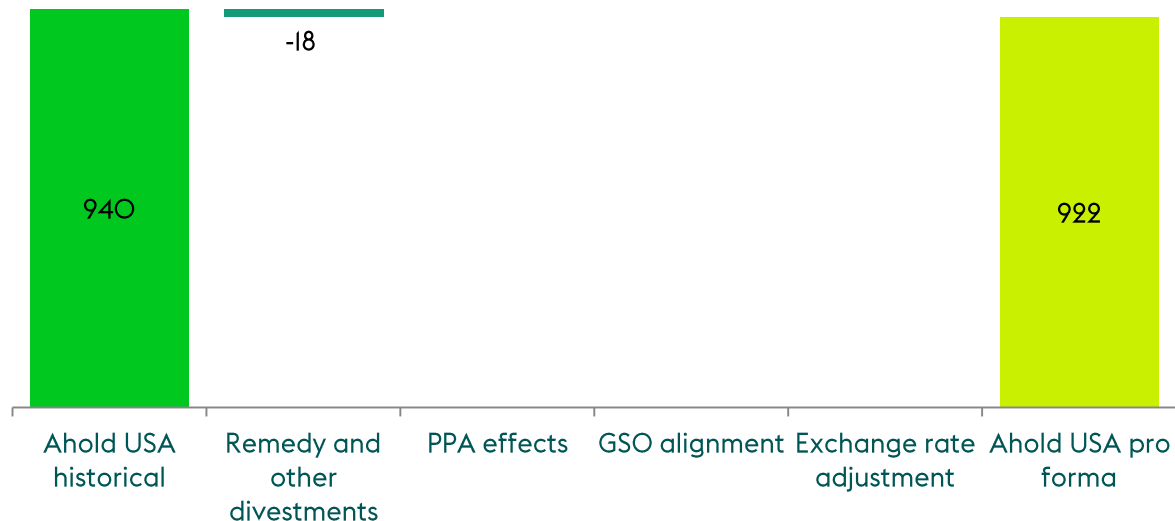 -18
940
922
Ahold USA
historical
Remedy and
other
divestments
PPA effects
GSO alignment
Exchange rate
adjustment
Ahold USA pro
forma